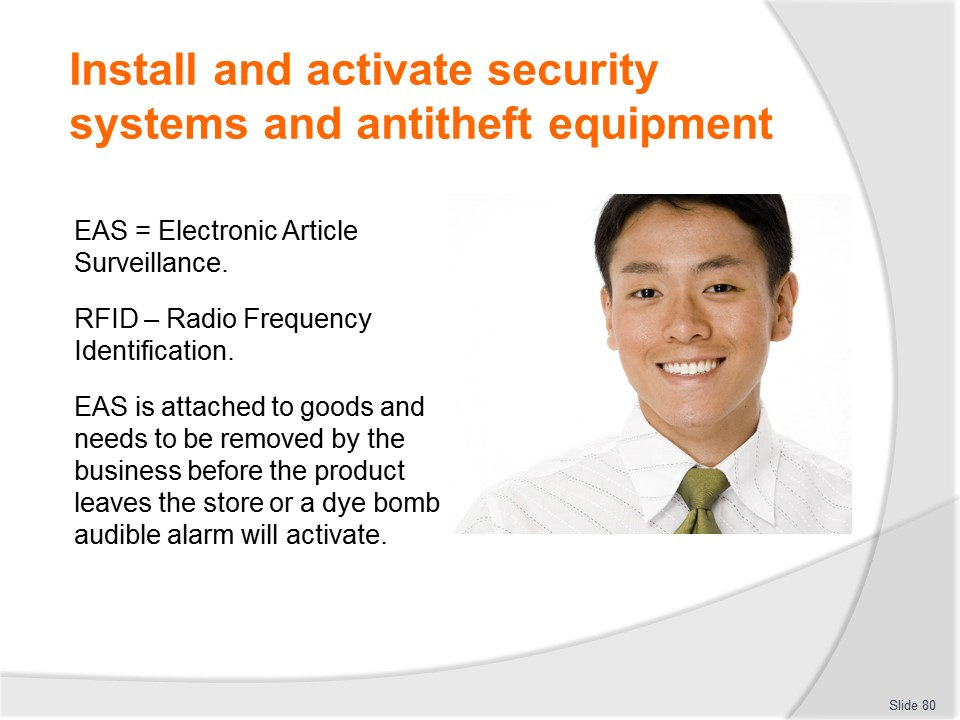 Install and activate security
systems and antitheft equipment
EAS = Electronic Article
Surveillance.
RFID – Radio Frequency
Identification.
EAS is attached to goods and
needs to be removed by the
business before the product
leaves the store or a dye bomb
audible alarm will activate.
Slide 80